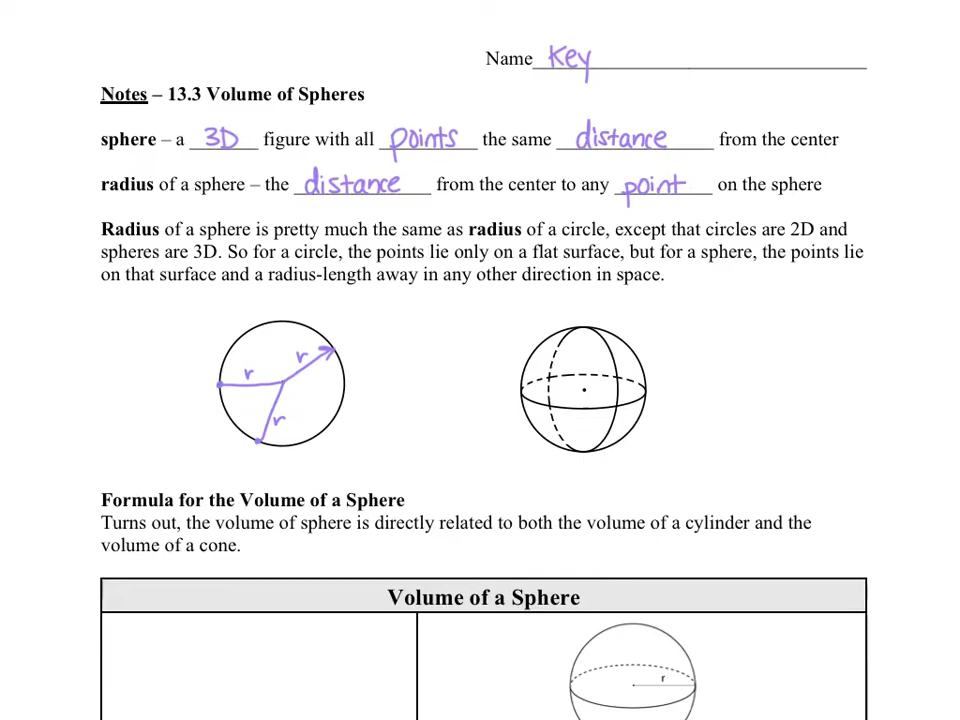 Name Key
Notes – 13.3 Volume of Spheres
sphere – a 3D figure with all points the same distance from the center
radius of a sphere – the distance from the center to any point on the sphere
Radius of a sphere is pretty much the same as radius of a circle, except that circles are 2D and
spheres are 3D. So for a circle, the points lie only on a flat surface, but for a sphere, the points lie
on that surface and a radius-length away in any other direction in space.
r
r
r
Formula for the Volume of a Sphere
Turns out, the volume of sphere is directly related to both the volume of a cylinder and the
volume of a cone.
Volume of a Sphere
r